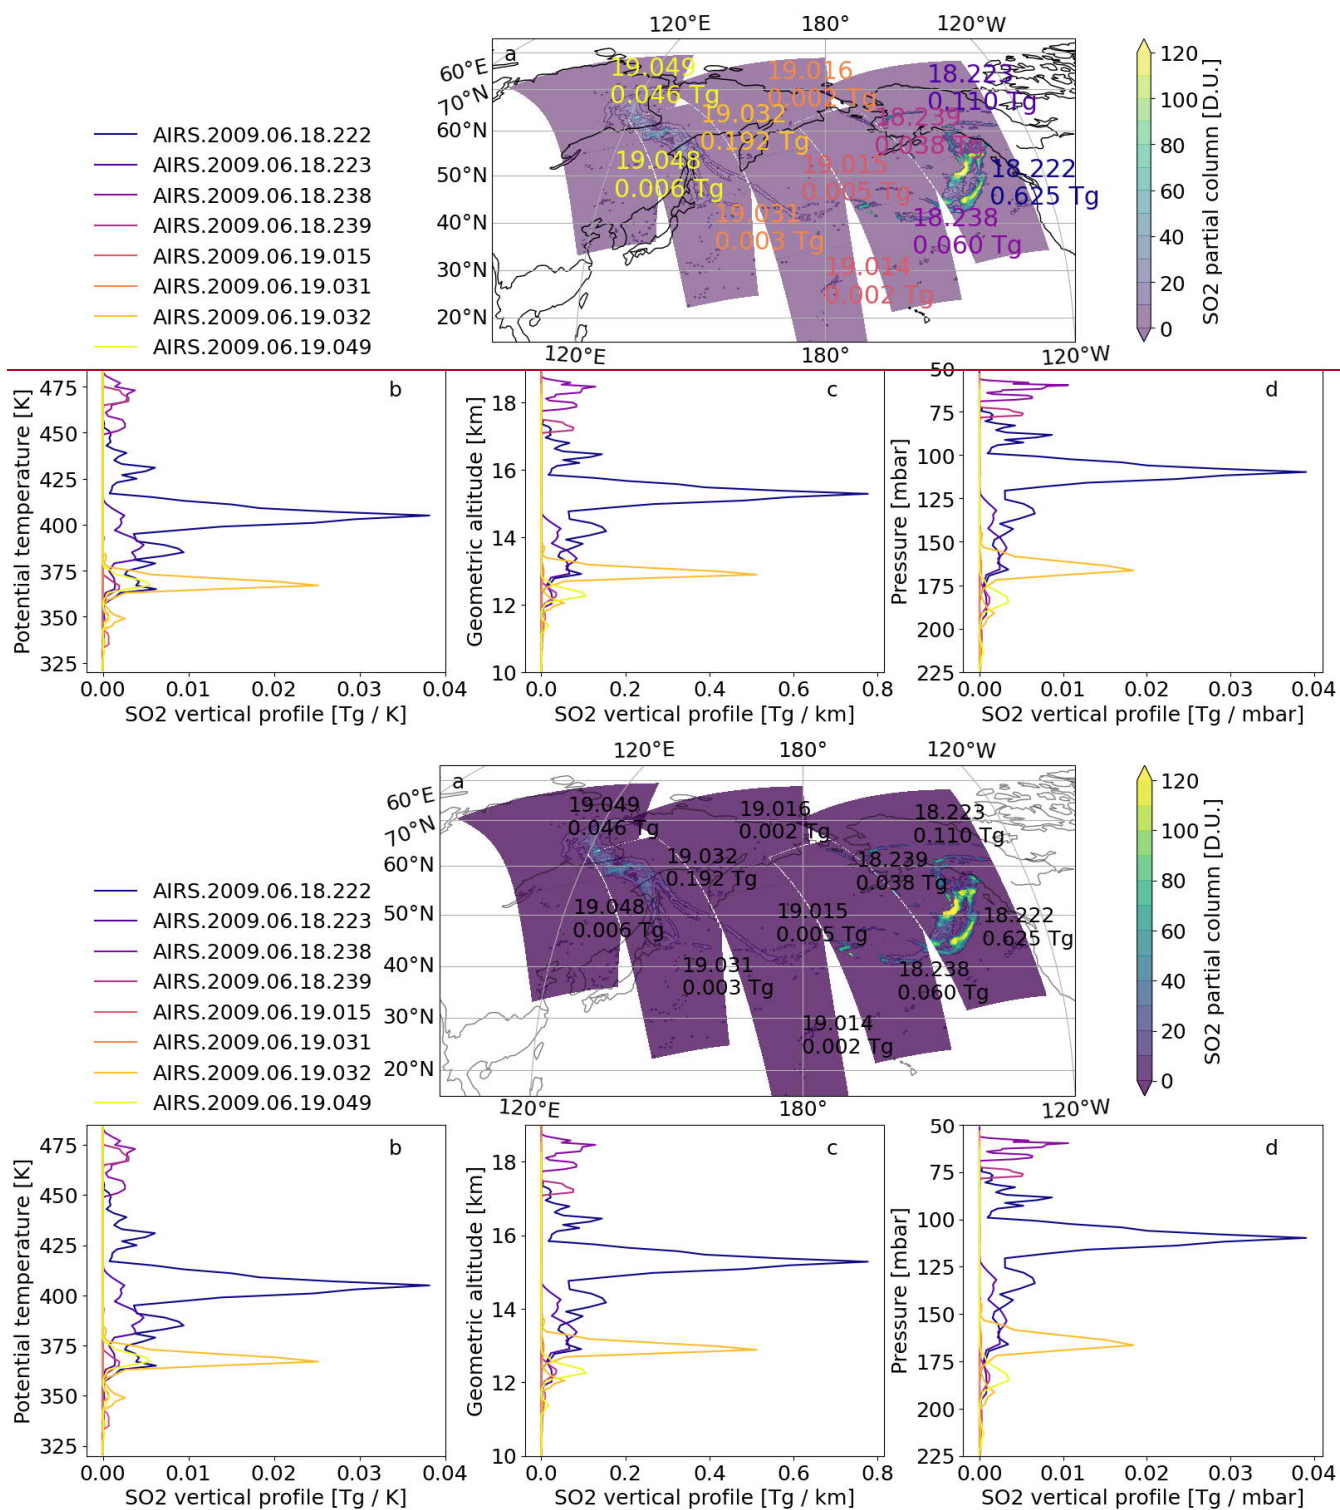 120°E 180° 120°W
a
60°E
70°N
60°N
50°N
40°N
30°N
20°N
19.049
0.046 Tg
19.016
0.002 Tg
18.223
0.110 Tg
19.032
0.192 Tg
18.239
0.038 Tg
19.048
0.006 Tg
19.015
0.005 Tg
18.222
0.625 Tg
19.031
0.003 Tg
18.238
0.060 Tg
19.014
0.002 Tg
120°E 180° 120°W
120
100
80
60
40
20
0
SO2 partial column [D.U.]
AIRS.2009.06.18.222
AIRS.2009.06.18.223
AIRS.2009.06.18.238
AIRS.2009.06.18.239
AIRS.2009.06.19.015
AIRS.2009.06.19.031
AIRS.2009.06.19.032
AIRS.2009.06.19.049
b
Potential temperature [K]
475
450
425
400
375
350
325
0.00 0.01 0.02 0.03 0.04
SO2 vertical profile [Tg / K]
c
Geometric altitude [km]
18
16
14
12
10
0.0 0.2 0.4 0.6 0.8
SO2 vertical profile [Tg / km]
d
Pressure [mbar]
50
75
100
125
150
175
200
225
0.00 0.01 0.02 0.03 0.04
SO2 vertical profile [Tg / mbar]
120°E 180° 120°W
a
60°E
70°N
60°N
50°N
40°N
30°N
20°N
19.049
0.046 Tg
19.016
0.002 Tg
18.223
0.110 Tg
19.032
0.192 Tg
18.239
0.038 Tg
19.048
0.006 Tg
19.015
0.005 Tg
18.222
0.625 Tg
19.031
0.003 Tg
18.238
0.060 Tg
19.014
0.002 Tg
120°E 180° 120°W
120
100
80
60
40
20
0
SO2 partial column [D.U.]
AIRS.2009.06.18.222
AIRS.2009.06.18.223
AIRS.2009.06.18.238
AIRS.2009.06.18.239
AIRS.2009.06.19.015
AIRS.2009.06.19.031
AIRS.2009.06.19.032
AIRS.2009.06.19.049
b
Potential temperature [K]
475
450
425
400
375
350
325
0.00 0.01 0.02 0.03 0.04
SO2 vertical profile [Tg / K]
c
Geometric altitude [km]
18
16
14
12
10
0.0 0.2 0.4 0.6 0.8
SO2 vertical profile [Tg / km]
d
Pressure [mbar]
50
75
100
125
150
175
200
225
0.00 0.01 0.02 0.03 0.04
SO2 vertical profile [Tg / mbar]